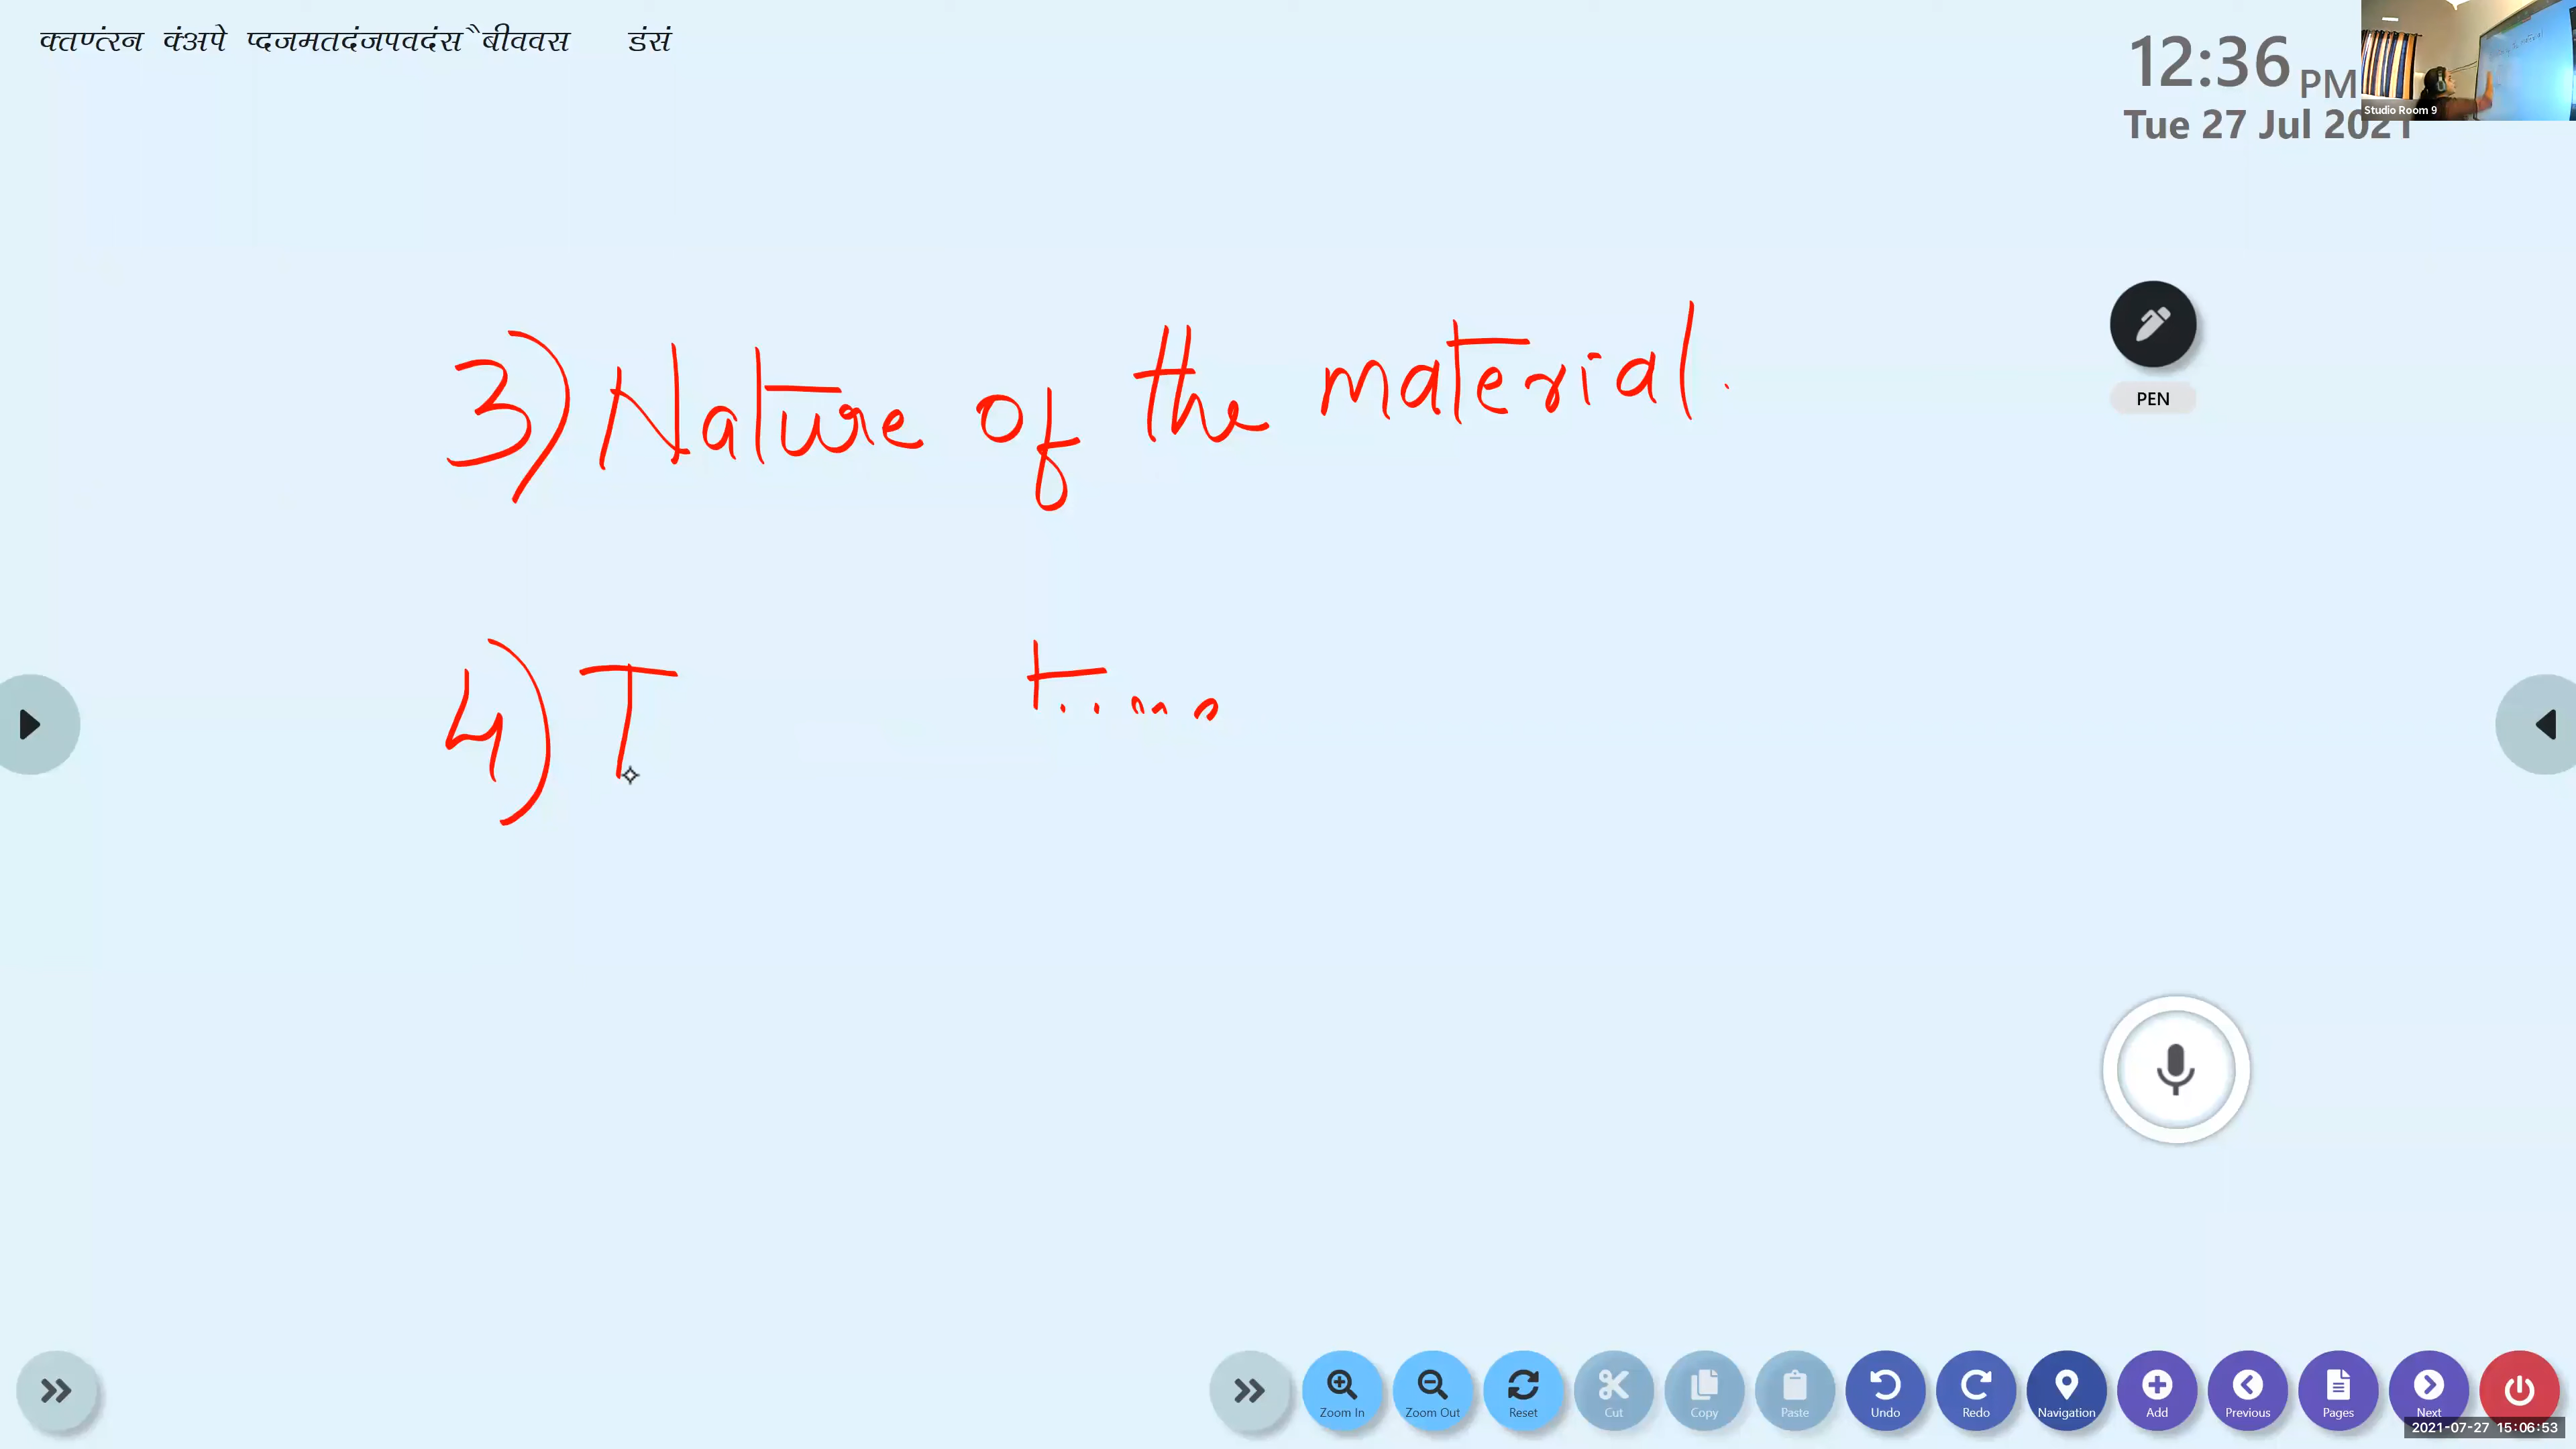 क्तण्ंरन क्ंअपे प्दजमतदंजपवदंस ैबीववस डंसं
12:36 PM
Studio Room 9
Tue 27 Jul 2021
3) Nature of the material.
PEN
4) T
Zoom In Zoom Out Reset Cut Copy Paste Undo Redo Navigation Add Previous Pages Next
2021-07-27 15:06:53